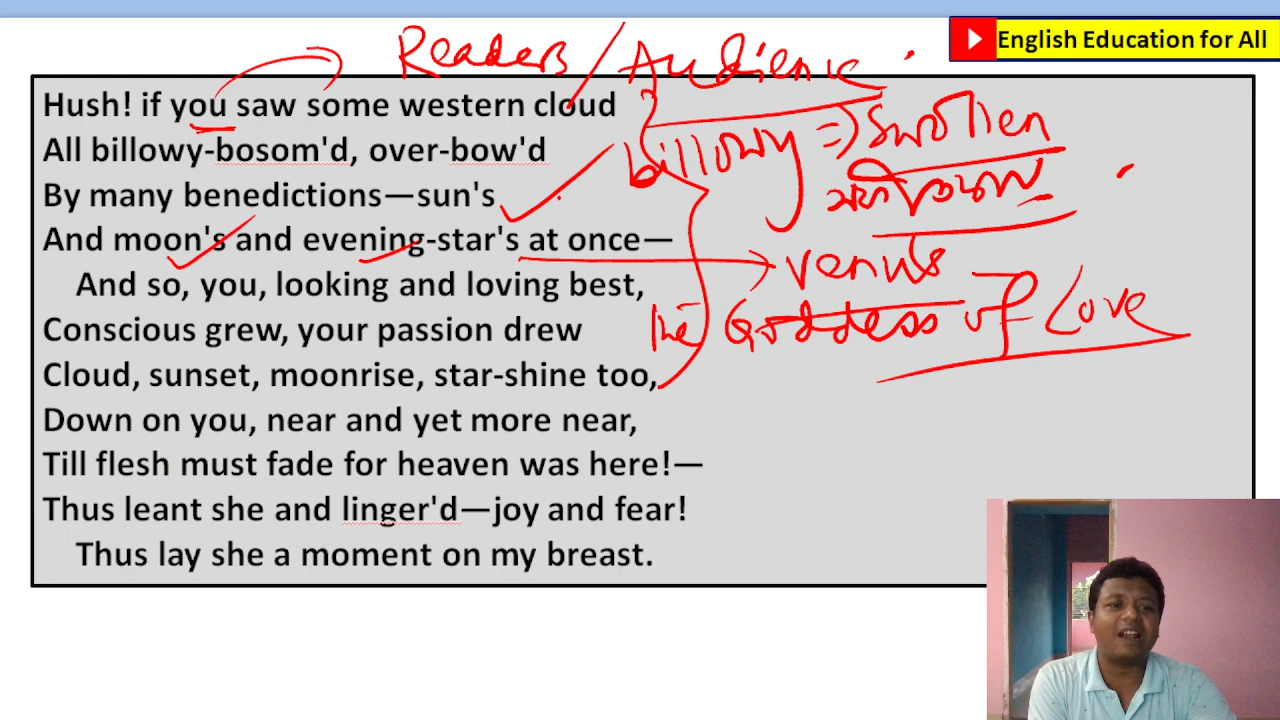 English Education for All
Readers / Audience
Hush! if you saw some western cloud
All billowy-bosom'd, over-bow'd
billowy => swollen
By many benedictions—sun's
And moon's and evening-star's at once—
venus
And so, you, looking and loving best,
the Goddess of Love
Conscious grew, your passion drew
Cloud, sunset, moonrise, star-shine too,
Down on you, near and yet more near,
Till flesh must fade for heaven was here!—
Thus leant she and linger'd—joy and fear!
Thus lay she a moment on my breast.